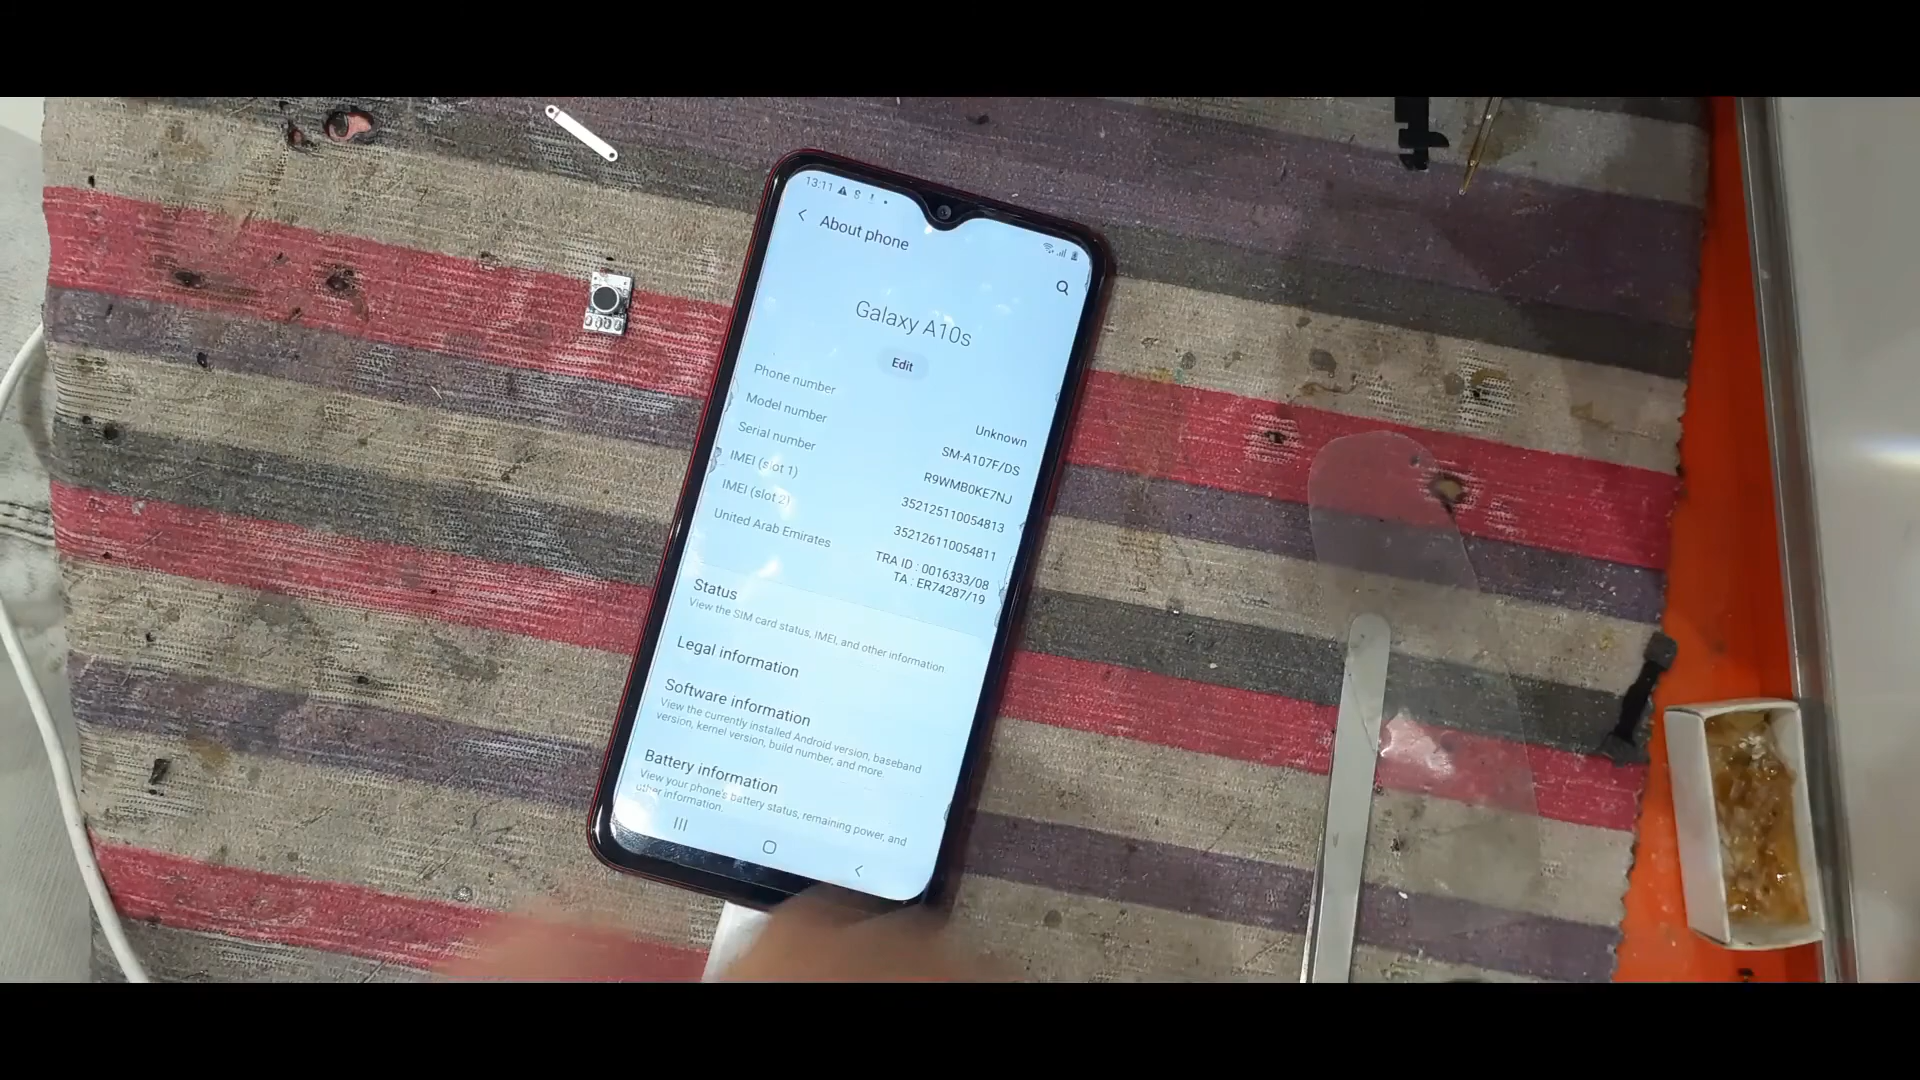 13:11
About phone
Galaxy A10s
Edit
Phone number
Unknown
Model number
SM-A107F/DS
Serial number
R9WMB0KE7NJ
IMEI (slot 1)
352125110054813
IMEI (slot 2)
352126110054811
United Arab Emirates
TRA ID : 0016333/08
TA : ER74287/19
Status
View the SIM card status, IMEI, and other information.
Legal information
Software information
View the currently installed Android version, baseband
version, kernel version, build number, and more.
Battery information
View your phone's battery status, remaining power, and
other information.